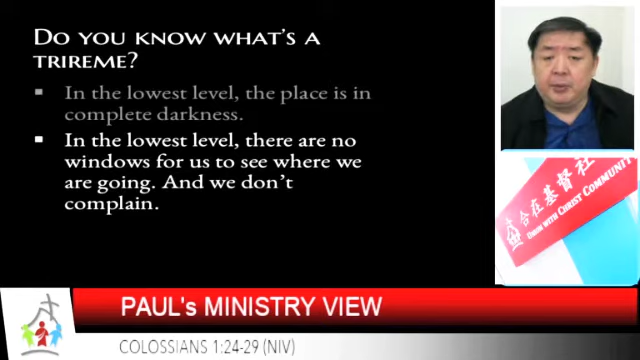 Do you know what's a
trireme?
In the lowest level, the place is in
complete darkness.
In the lowest level, there are no
windows for us to see where we
are going. And we don't
complain.
合在基督社
Union with Christ Community
PAUL's MINISTRY VIEW
COLOSSIANS 1:24-29 (NIV)